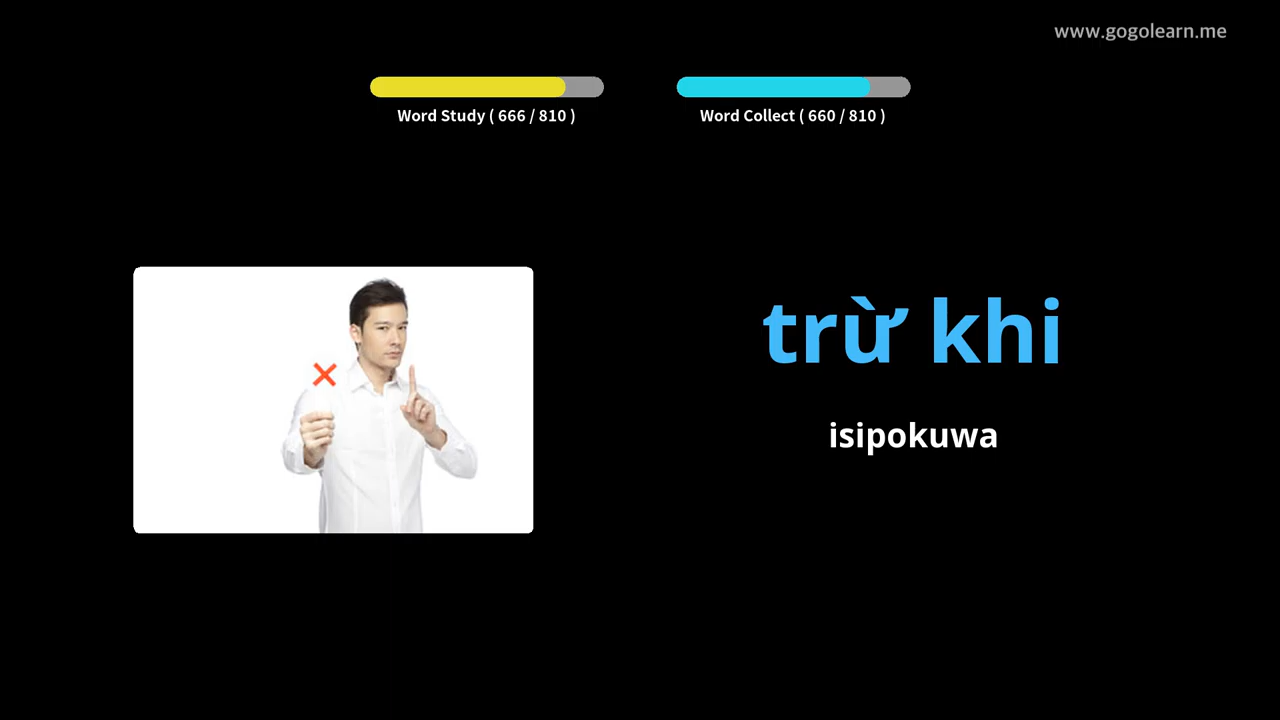 www.gogolearn.me
Word Study ( 666 / 810 )
Word Collect ( 660 / 810 )
trừ khi
isipokuwa